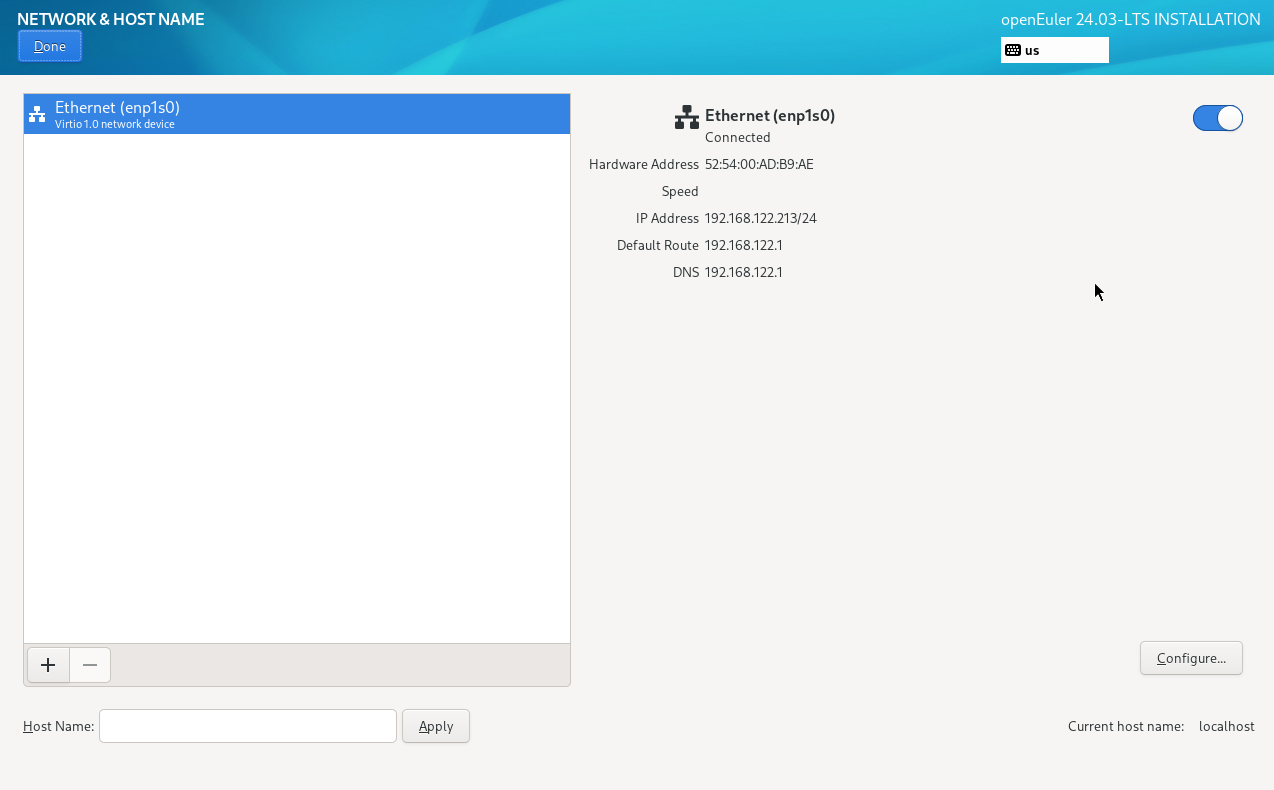 NETWORK & HOST NAME
openEuler 24.03-LTS INSTALLATION
Done
us
Ethernet (enp1s0)
Virtio 1.0 network device
Ethernet (enp1s0)
Connected
Hardware Address 52:54:00:AD:B9:AE
Speed
IP Address 192.168.122.213/24
Default Route 192.168.122.1
DNS 192.168.122.1
Configure...
Host Name:
Apply
Current host name: localhost